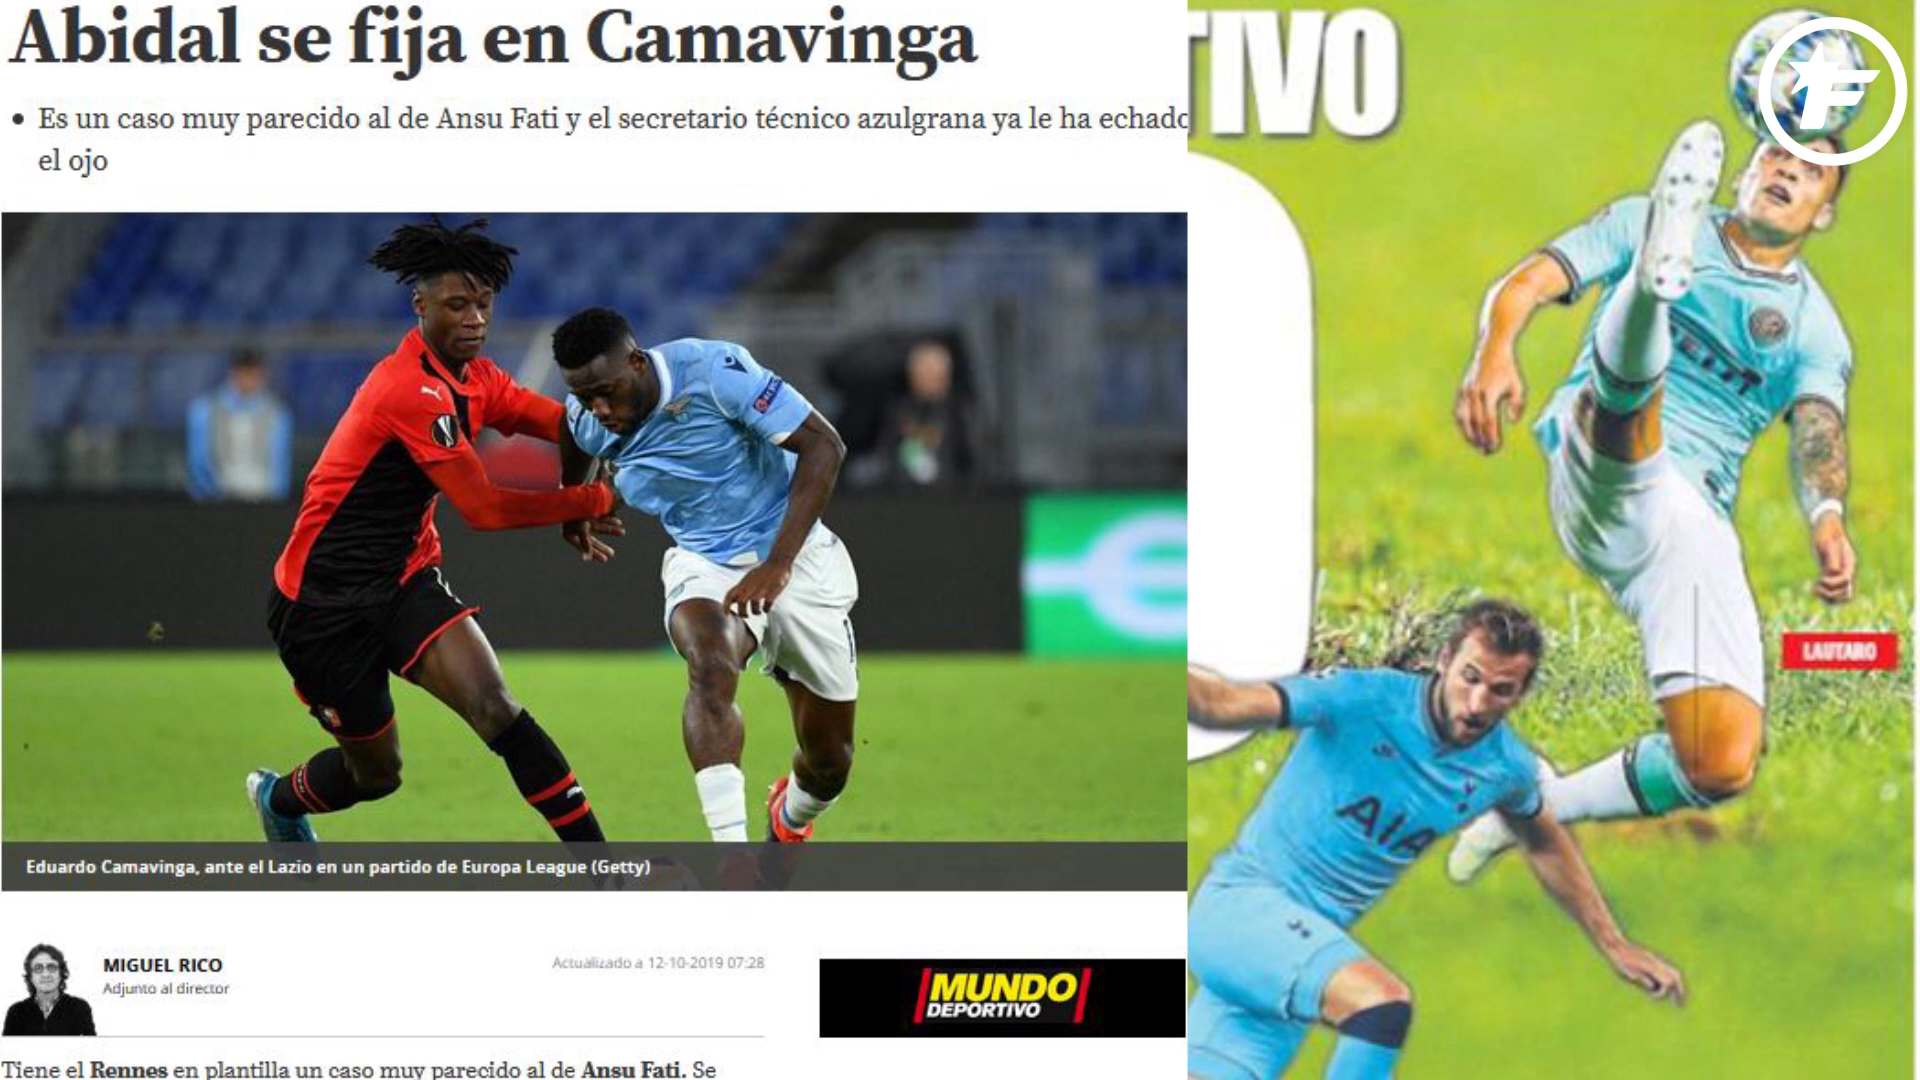 Abidal se fija en Camavinga
• Es un caso muy parecido al de Ansu Fati y el secretario técnico azulgrana ya le ha echado
el ojo
Eduardo Camavinga, ante el Lazio en un partido de Europa League (Getty)
MIGUEL RICO
Adjunto al director
Actualizado a 12-10-2019 07:28
MUNDO
DEPORTIVO
Tiene el Rennes en plantilla un caso muy parecido al de Ansu Fati. Se
TIVO
F
LAUTARO
AIA